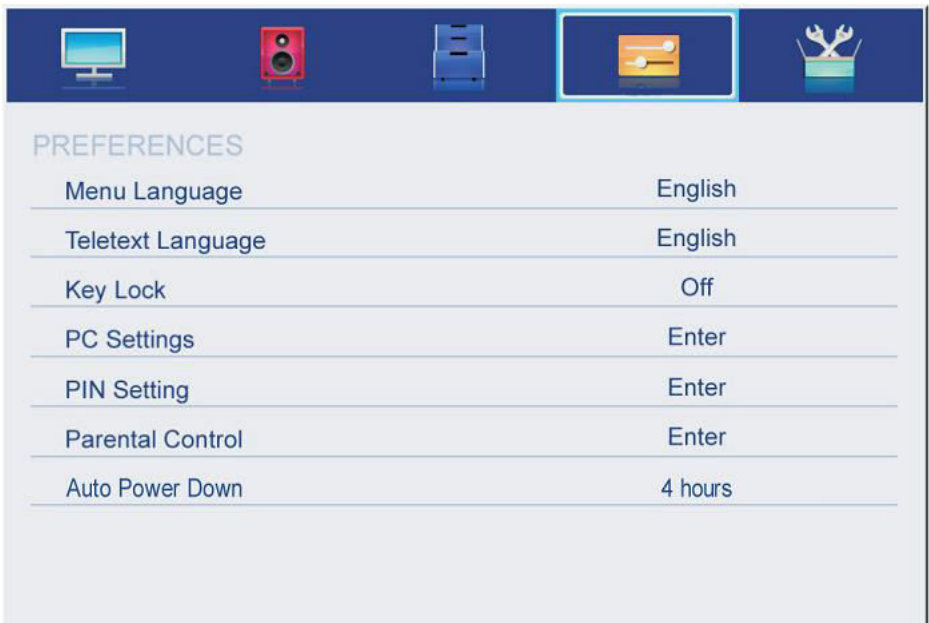 PREFERENCES
Menu Language English
Teletext Language English
Key Lock Off
PC Settings Enter
PIN Setting Enter
Parental Control Enter
Auto Power Down 4 hours